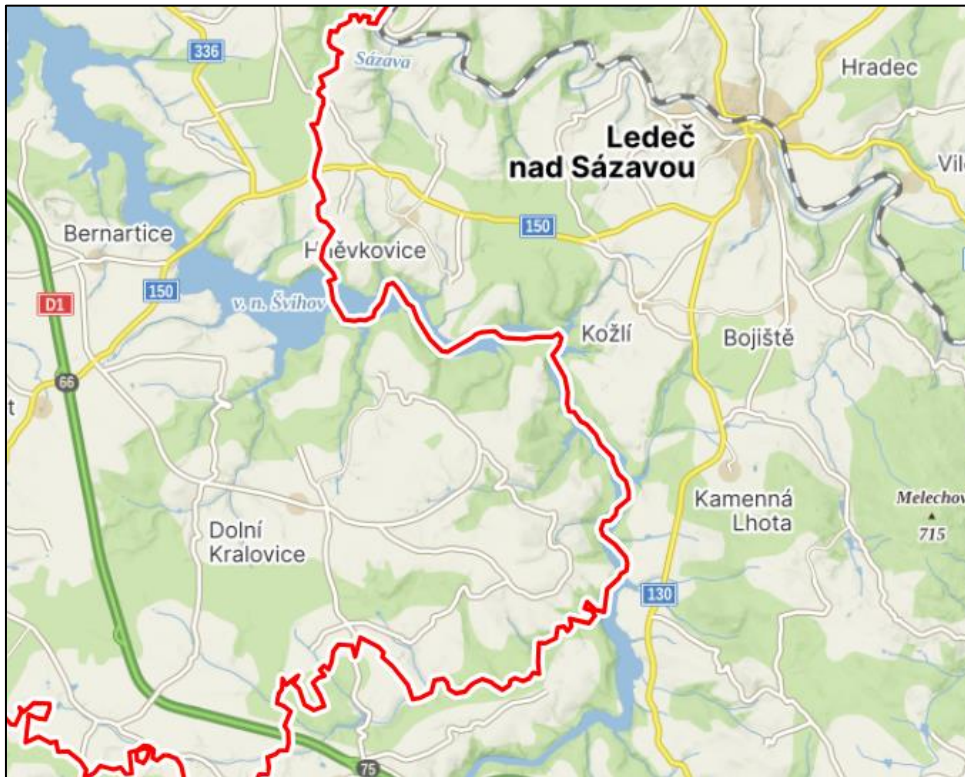 336
Sázava
Hradec
Ledeč
nad Sázavou
Vil
150
Bernartice
Hněvkovice
150
D1
v. n. Švihov
Kožlí
Bojiště
66
t
Kamenná
Lhota
Melechov
715
Dolní
Kralovice
130
75